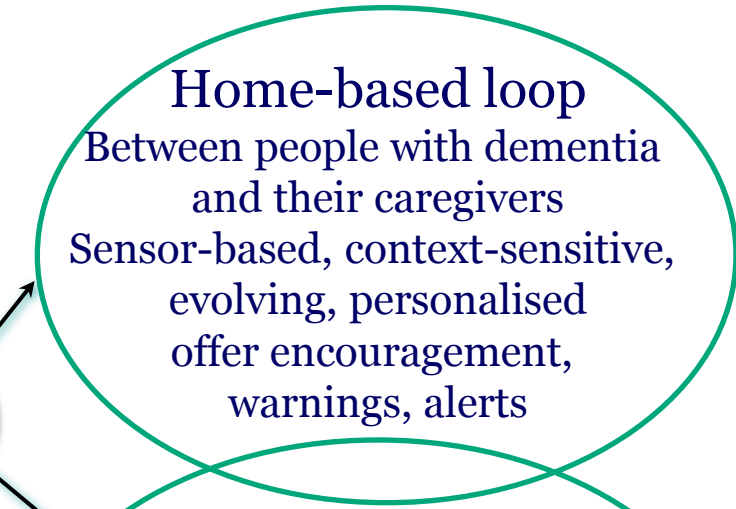 Home-based loop
Between people with dementia
and their caregivers
Sensor-based, context-sensitive,
evolving, personalised
offer encouragement,
warnings, alerts